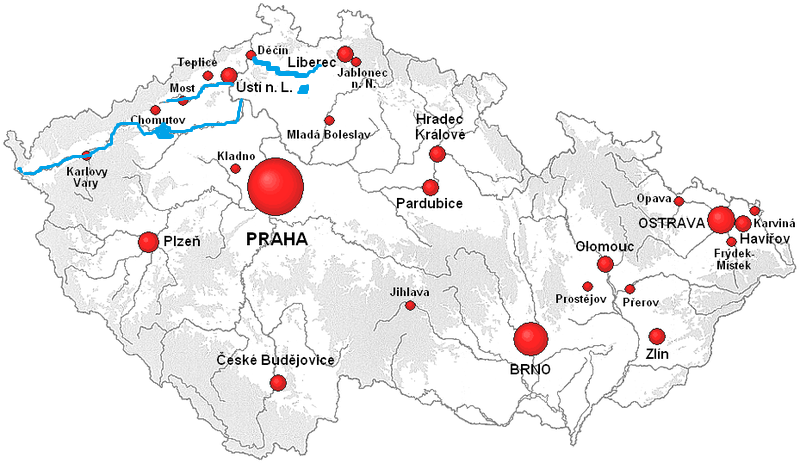 Děčín
Teplice
Liberec
Jablonec
n. N.
Ústí n. L.
Most
Chomutov
Mladá Boleslav
Hradec
Králové
Kladno
Karlovy
Vary
Pardubice
Opava
OSTRAVA
Karviná
Havířov
Frýdek-
Místek
PRAHA
Plzeň
Olomouc
Prostějov
Přerov
Jihlava
Zlín
České Budějovice
BRNO